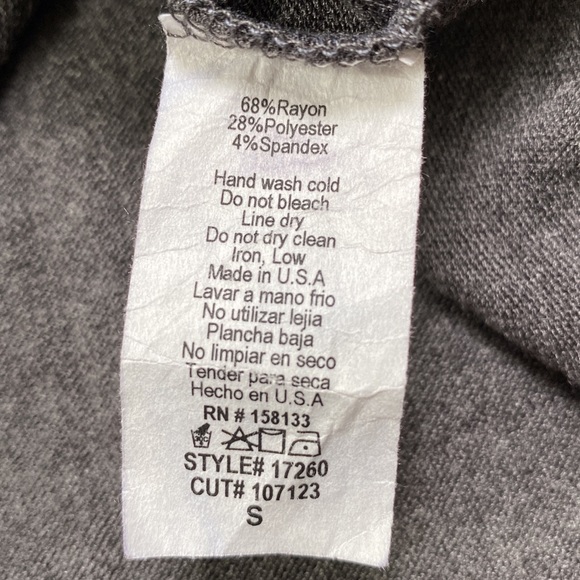 68%Rayon
28%Polyester
4%Spandex
Hand wash cold
Do not bleach
Line dry
Do not dry clean
Iron, Low
Made in U.S.A
Lavar a mano frio
No utilizar lejia
Plancha baja
No limpiar en seco
Tender para seca
Hecho en U.S.A
RN # 158133
STYLE# 17260
CUT# 107123
S